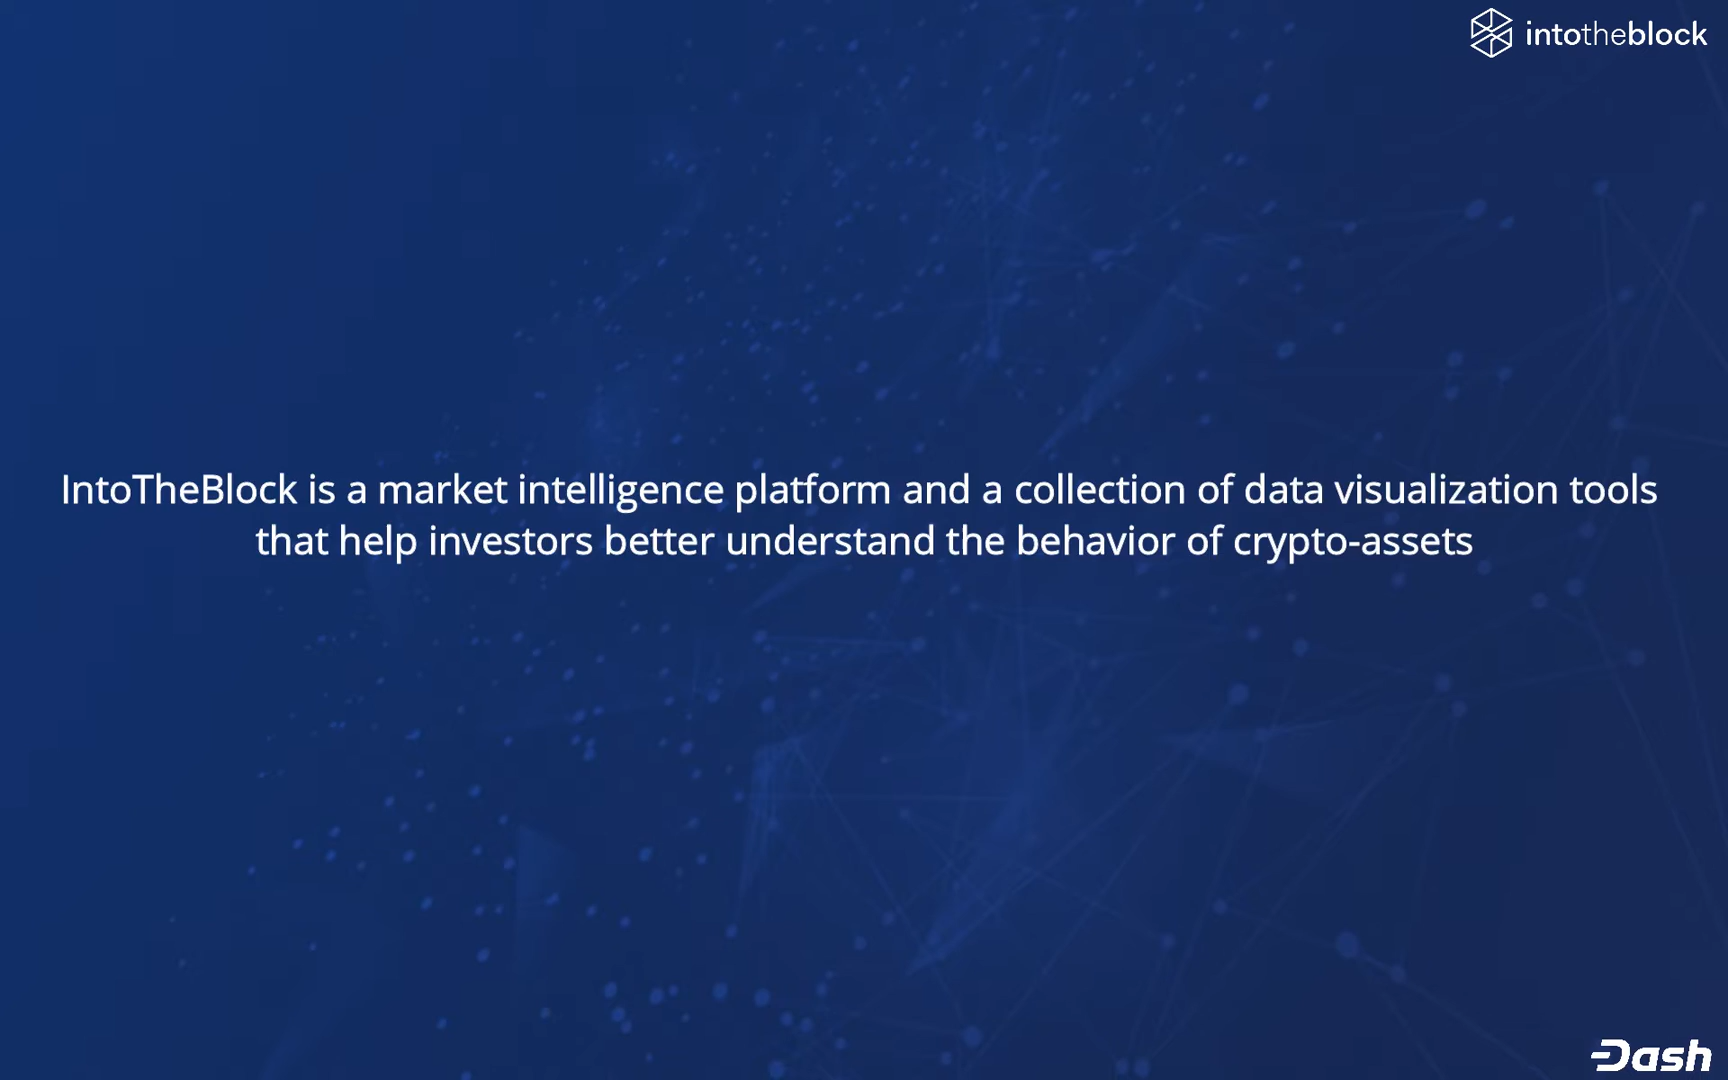 intotheblock
IntoTheBlock is a market intelligence platform and a collection of data visualization tools
that help investors better understand the behavior of crypto-assets
Dash